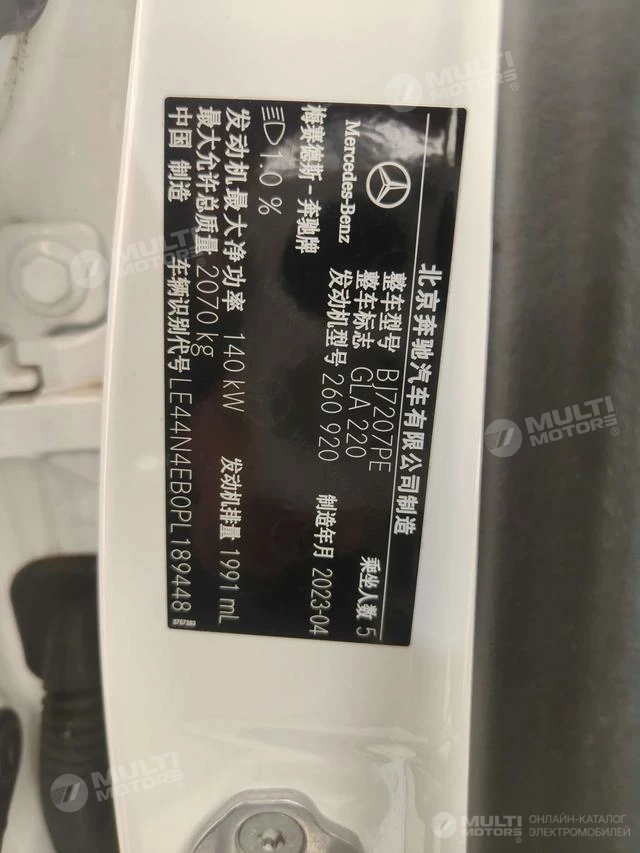 北京奔驰汽车有限公司制造
Mercedes-Benz
梅赛德斯-奔驰牌
整车型号 BJ7207PE 乘坐人数 5
整车标志 GLA 220
发动机型号 260 920 制造年月 2023-04
1.0 %
发动机最大净功率 140 kW 发动机排量 1991 mL
最大允许总质量 2070 kg
中国 制造 车辆识别代号 LE44N4EB0PL189448
MULTI
MOTORS
MULTI
MOTORS
MULTI
MOTORS
MULTI
MOTORS
MULTI
MOTORS
ОНЛАЙН-КАТАЛОГ
ЭЛЕКТРОМОБИЛЕЙ